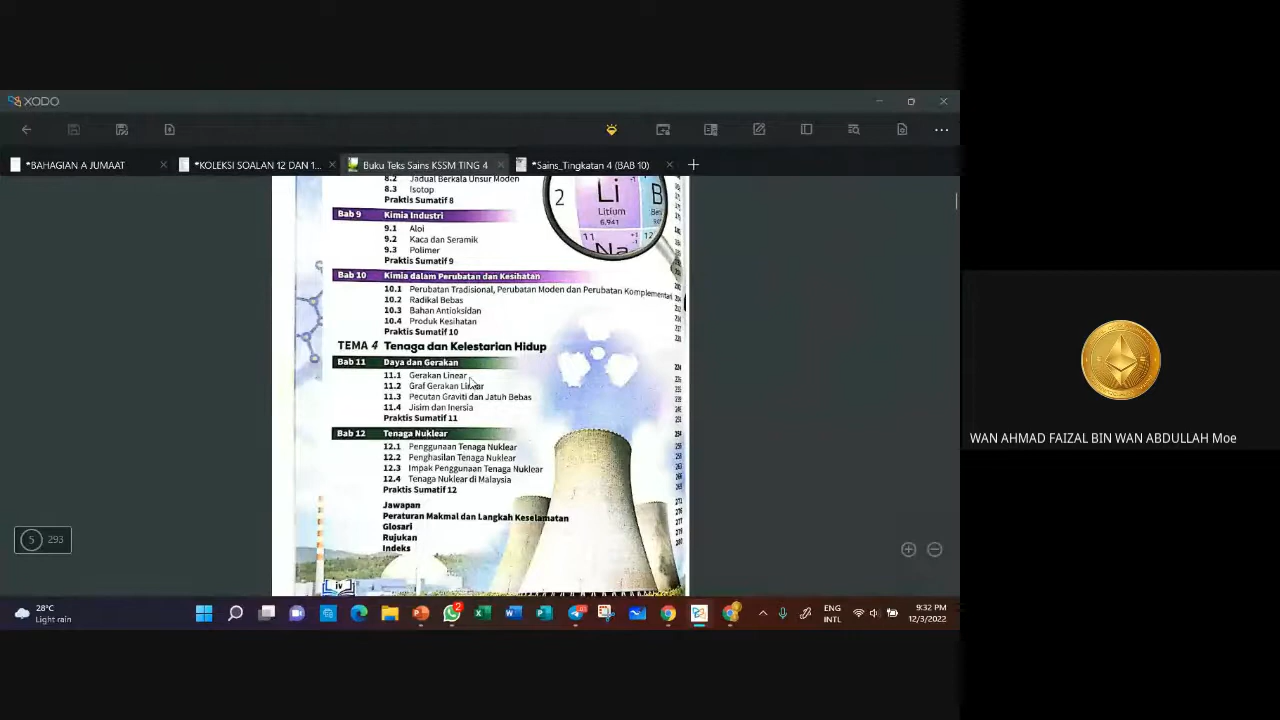 XODO
*BAHAGIAN A JUMAAT
*KOLEKSI SOALAN 12 DAN 1...
Buku Teks Sains KSSM TING 4
*Sains_Tingkatan 4 (BAB 10)
8.2 Jadual Berkala Unsur Moden
8.3 Isotop
Praktis Sumatif 8
Bab 9 Kimia Industri
9.1 Aloi
9.2 Kaca dan Seramik
9.3 Polimer
Praktis Sumatif 9
2
Li
Litium
6.941
11
+1
Na
B
Be
12
Bab 10 Kimia dalam Perubatan dan Kesihatan
10.1 Perubatan Tradisional, Perubatan Moden dan Perubatan Komplementari
10.2 Radikal Bebas
10.3 Bahan Antioksidan
10.4 Produk Kesihatan
Praktis Sumatif 10
TEMA 4 Tenaga dan Kelestarian Hidup
Bab 11 Daya dan Gerakan
11.1 Gerakan Linear
11.2 Graf Gerakan Linear
11.3 Pecutan Graviti dan Jatuh Bebas
11.4 Jisim dan Inersia
Praktis Sumatif 11
Bab 12 Tenaga Nuklear
12.1 Penggunaan Tenaga Nuklear
12.2 Penghasilan Tenaga Nuklear
12.3 Impak Penggunaan Tenaga Nuklear
12.4 Tenaga Nuklear di Malaysia
Praktis Sumatif 12
Jawapan
Peraturan Makmal dan Langkah Keselamatan
Glosari
Rujukan
Indeks
iv
5 293
WAN AHMAD FAIZAL BIN WAN ABDULLAH Moe
28°C
Light rain
2
ENG
INTL
9:32 PM
12/3/2022